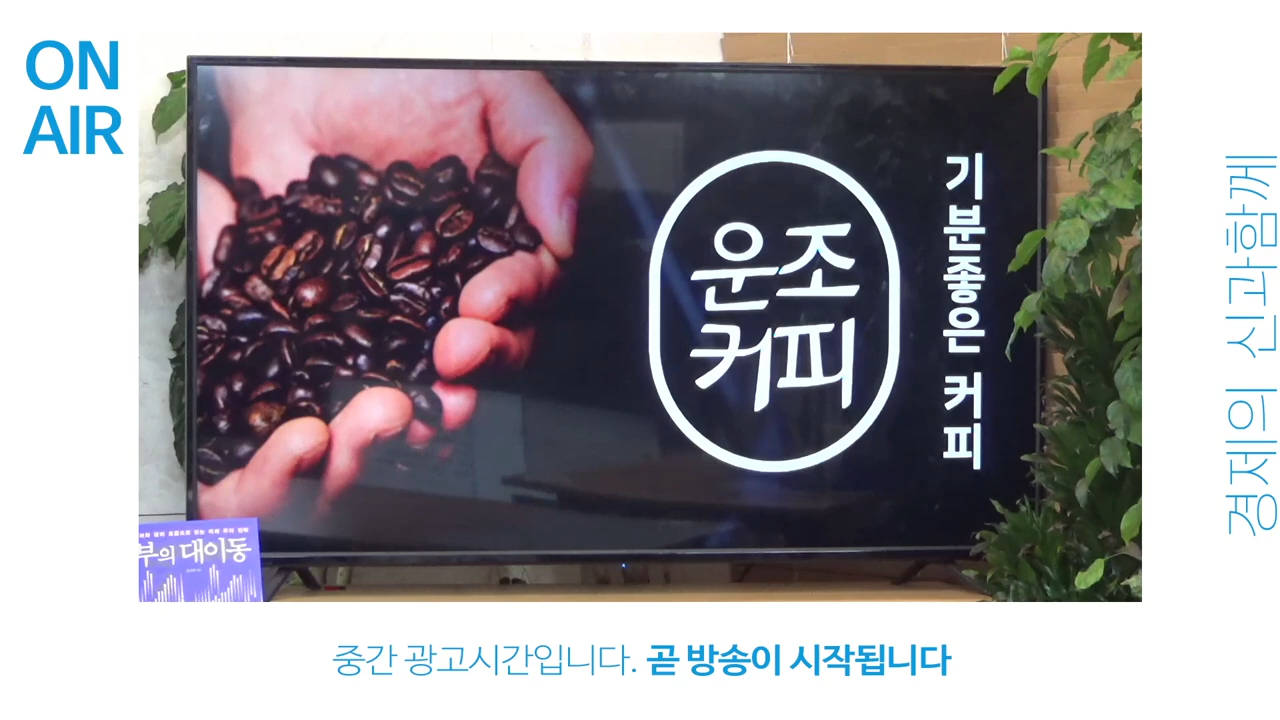 ON
AIR
운조
커피
기분좋은 커피
부의 대이동
경제의 신과함께
중간 광고시간입니다. 곧 방송이 시작됩니다